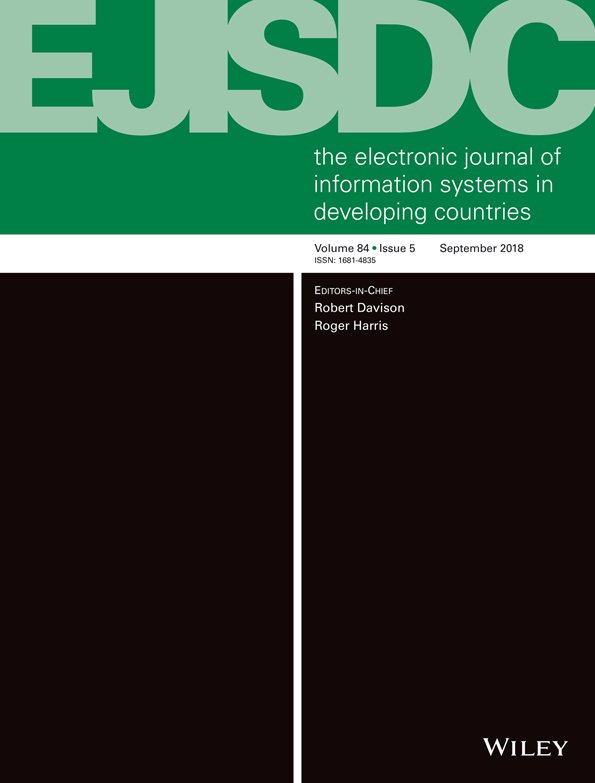 EJISDC
the electronic journal of
information systems in
developing countries
Volume 84 • Issue 5 September 2018
ISSN: 1681-4835
EDITORS-IN-CHIEF
Robert Davison
Roger Harris
WILEY